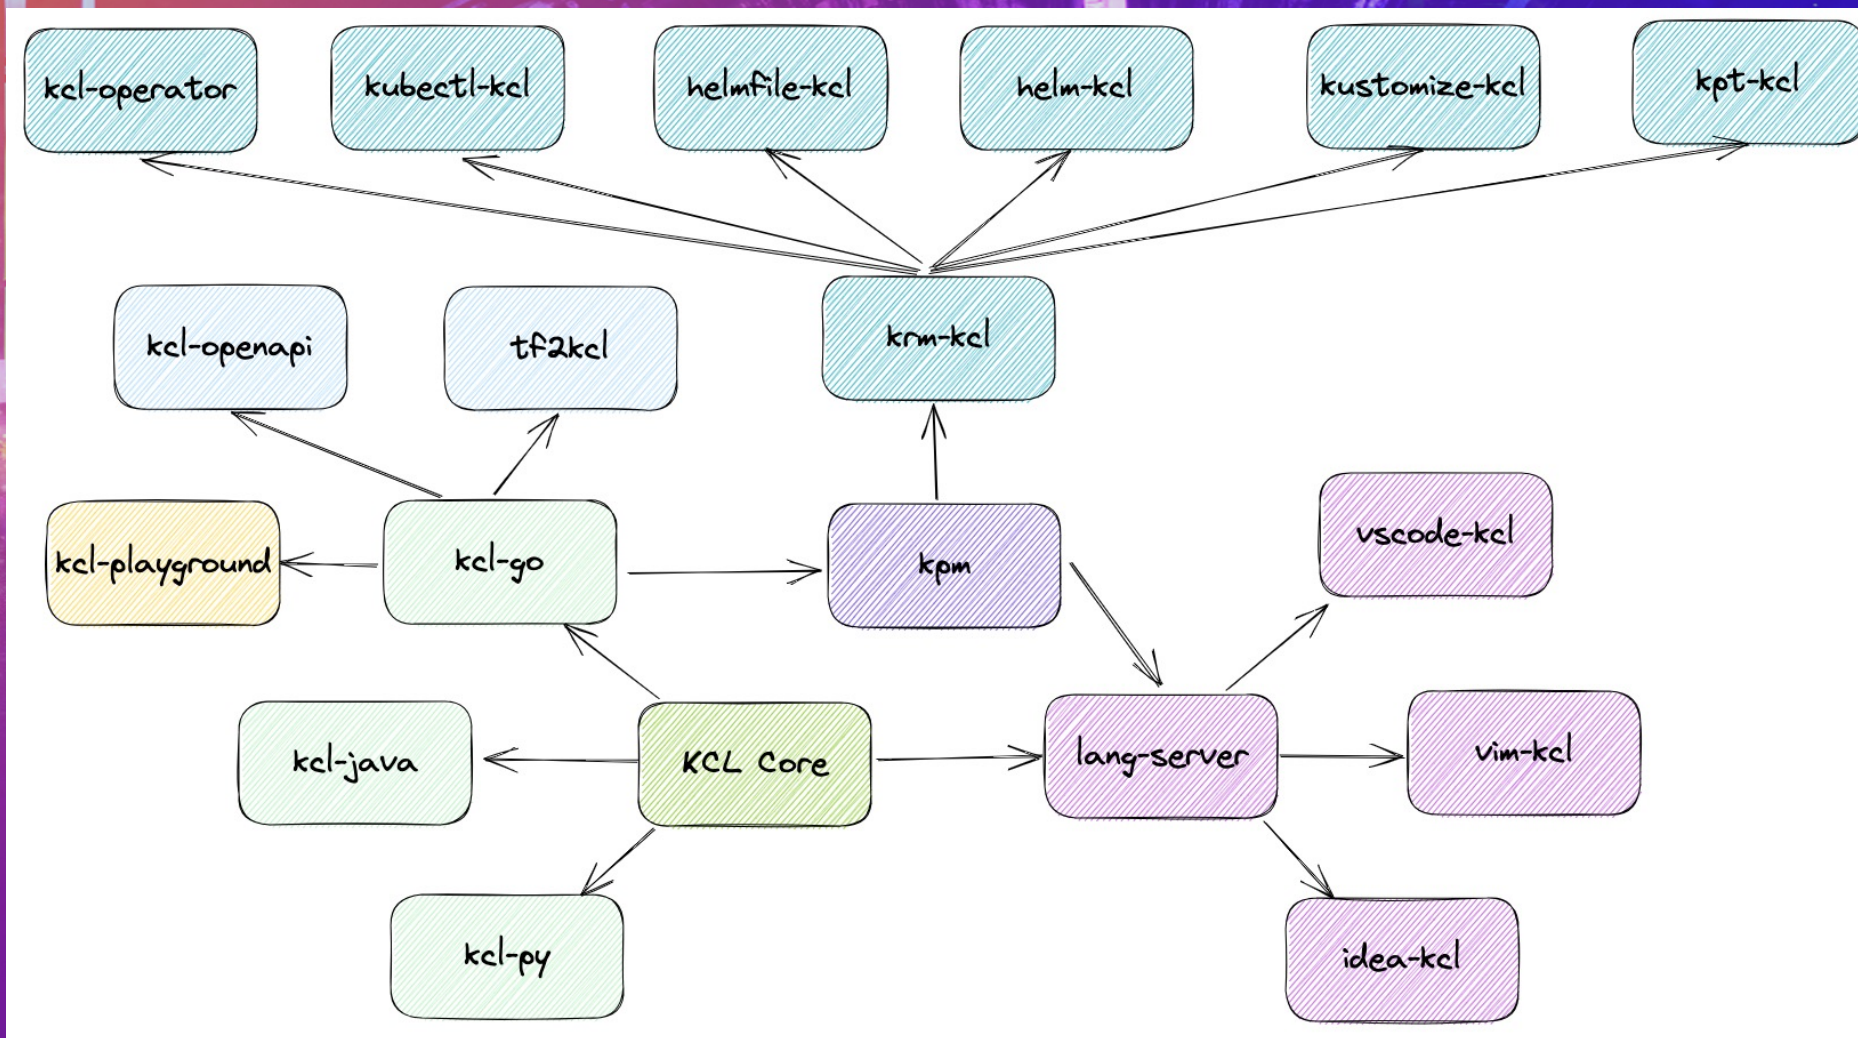 kcl-operator
kubectl-kcl
helmfile-kcl
helm-kcl
kustomize-kcl
kpt-kcl
kcl-openapi
tf2kcl
krm-kcl
kcl-playground
kcl-go
kpm
vscode-kcl
kcl-java
KCL Core
lang-server
vim-kcl
kcl-py
idea-kcl